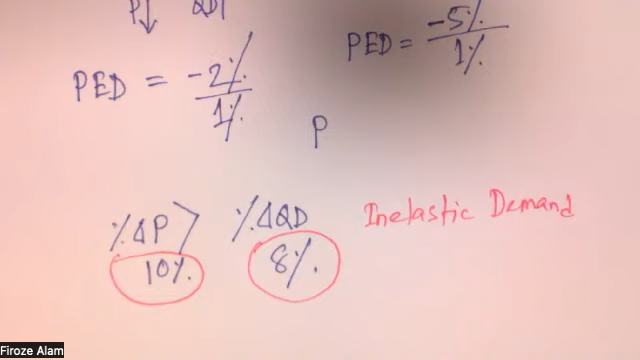 P↓ QD↑
PED = -5%/1%
PED = -2%/1%
P
%ΔP > %ΔQD Inelastic Demand
10% 8%.
Firoze Alam